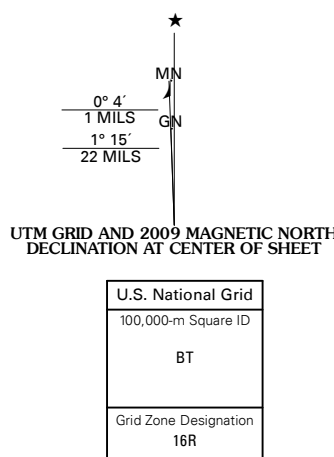 ★
MN
0° 4´
1 MILS
GN
1° 15´
22 MILS
UTM GRID AND 2009 MAGNETIC NORTH
DECLINATION AT CENTER OF SHEET
U.S. National Grid
100,000-m Square ID
BT
Grid Zone Designation
16R